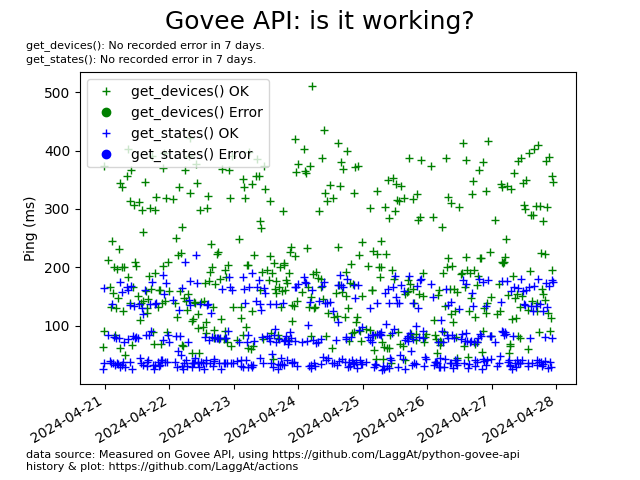 Govee API: is it working?
get_devices(): No recorded error in 7 days.
get_states(): No recorded error in 7 days.
get_devices() OK
get_devices() Error
get_states() OK
get_states() Error
Ping (ms)
500
400
300
200
100
2024-04-21
2024-04-22
2024-04-23
2024-04-24
2024-04-25
2024-04-26
2024-04-27
2024-04-28
data source: Measured on Govee API, using https://github.com/LaggAt/python-govee-api
history & plot: https://github.com/LaggAt/actions